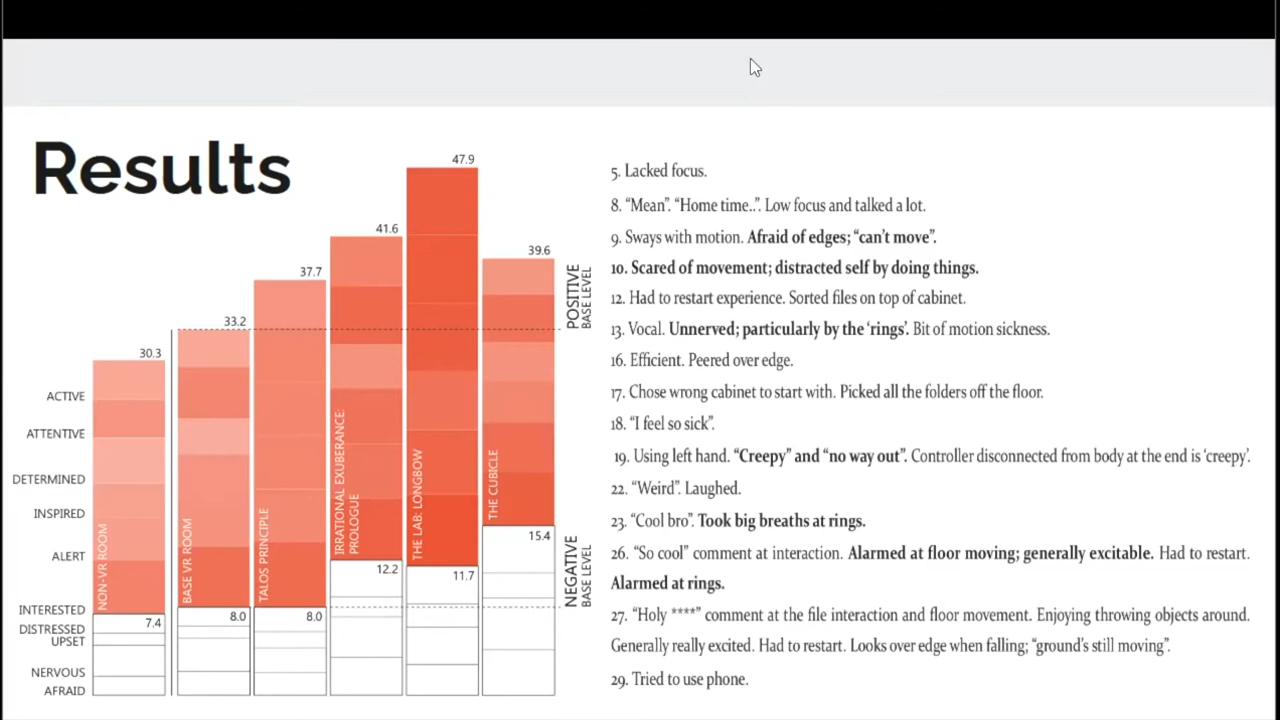 Results
47.9
41.6
39.6
37.7
33.2
30.3
POSITIVE
BASE LEVEL
ACTIVE
ATTENTIVE
DETERMINED
INSPIRED
ALERT
INTERESTED
DISTRESSED
UPSET
NERVOUS
AFRAID
NON-VR ROOM
BASE VR ROOM
TALOS PRINCIPLE
IRRATIONAL EXUBERANCE:
PROLOGUE
THE LAB: LONGBOW
THE CUBICLE
NEGATIVE
BASE LEVEL
7.4
8.0
8.0
12.2
11.7
15.4
5. Lacked focus.
8. “Mean”. “Home time..”. Low focus and talked a lot.
9. Sways with motion. Afraid of edges; “can’t move”.
10. Scared of movement; distracted self by doing things.
12. Had to restart experience. Sorted files on top of cabinet.
13. Vocal. Unnerved; particularly by the ‘rings’. Bit of motion sickness.
16. Efficient. Peered over edge.
17. Chose wrong cabinet to start with. Picked all the folders off the floor.
18. “I feel so sick”.
19. Using left hand. “Creepy” and “no way out”. Controller disconnected from body at the end is ‘creepy’.
22. “Weird”. Laughed.
23. “Cool bro”. Took big breaths at rings.
26. “So cool” comment at interaction. Alarmed at floor moving; generally excitable. Had to restart.
Alarmed at rings.
27. “Holy ****” comment at the file interaction and floor movement. Enjoying throwing objects around.
Generally really excited. Had to restart. Looks over edge when falling; “ground’s still moving”.
29. Tried to use phone.